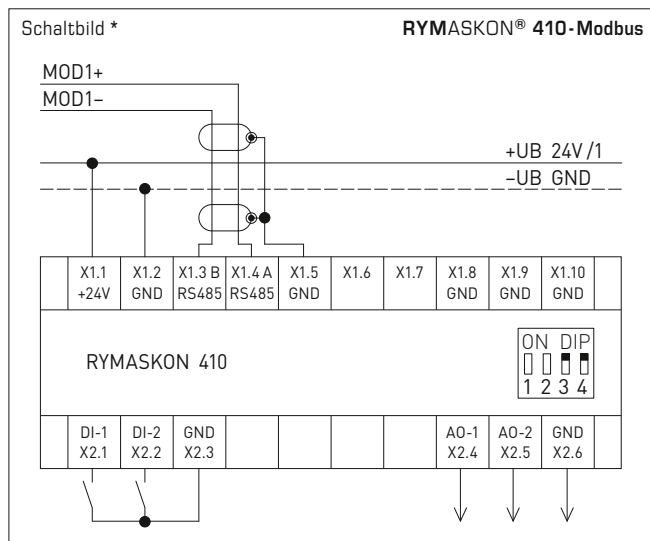 Schaltbild * RYMASKON® 410-Modbus
MOD1+
MOD1–
+UB 24V/1
–UB GND
X1.1 X1.2 X1.3 B X1.4 A X1.5 X1.6 X1.7 X1.8 X1.9 X1.10
+24V GND RS485 RS485 GND GND GND GND
ON DIP
RYMASKON 410
1 2 3 4
DI-1 DI-2 GND AO-1 AO-2 GND
X2.1 X2.2 X2.3 X2.4 X2.5 X2.6